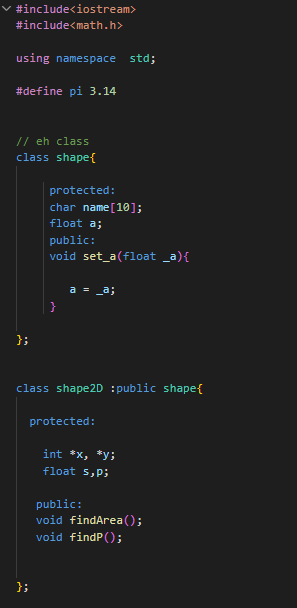 #include<iostream>
#include<math.h>
using namespace  std;
#define pi 3.14
// eh class
class shape{
protected:
char name[10];
float a;
public:
void set_a(float _a){
a = _a;
}
};
class shape2D :public shape{
protected:
int *x, *y;
float s,p;
public:
void findArea();
void findP();
};